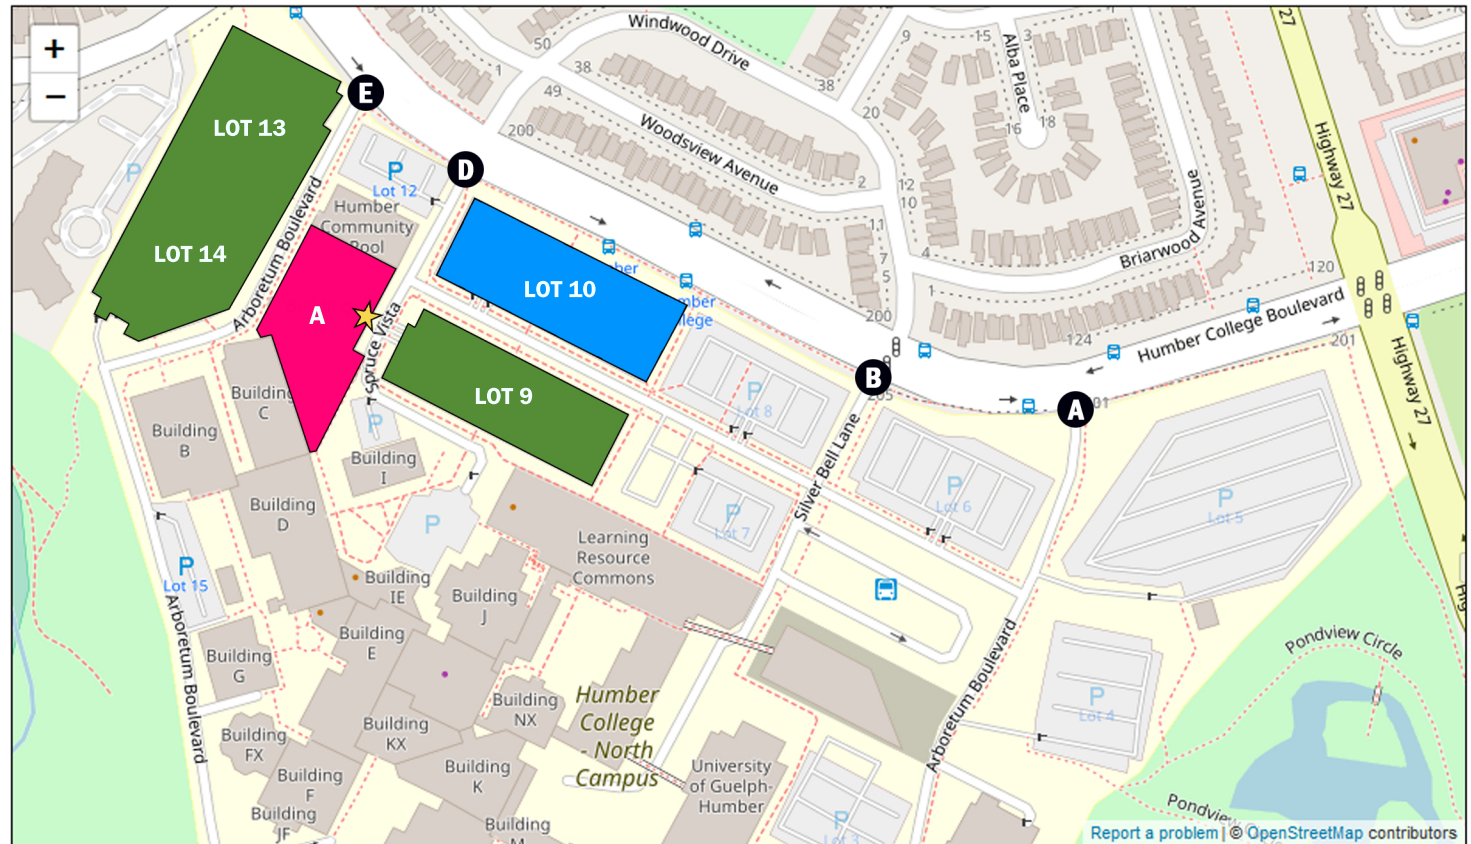 +
−
Windwood Drive
50
38
1
49
200
38
9
15
3
Alba Place
20
16
18
27
Highway 27
E
LOT 13
P
P
Lot 12
D
Woodsview Avenue
2
12
10
11
7
5
4
1
Briarwood Avenue
120
Humber
Community
Pool
Arboretum Boulevard
LOT 14
A
LOT 10
200
124
Humber College Boulevard
201
Highway 27
Spruce Vista
LOT 9
B
A
P
Lot 8
Silver Bell Lane
Building
C
Building
B
P
Building
I
Building
D
P
P
Lot 7
P
Lot 6
P
Lot 5
Learning
Resource
Commons
P
Lot 15
Building
IE
Building
J
Building
E
Building
G
Arboretum Boulevard
Arboretum Boulevard
Pondview Circle
P
Lot 4
Building
NX
Humber
College
- North
Campus
Building
KX
Building
FX
Building
K
Building
F
Building
JF
Building
University
of Guelph-
Humber
P
Lot 3
Report a problem | © OpenStreetMap contributors